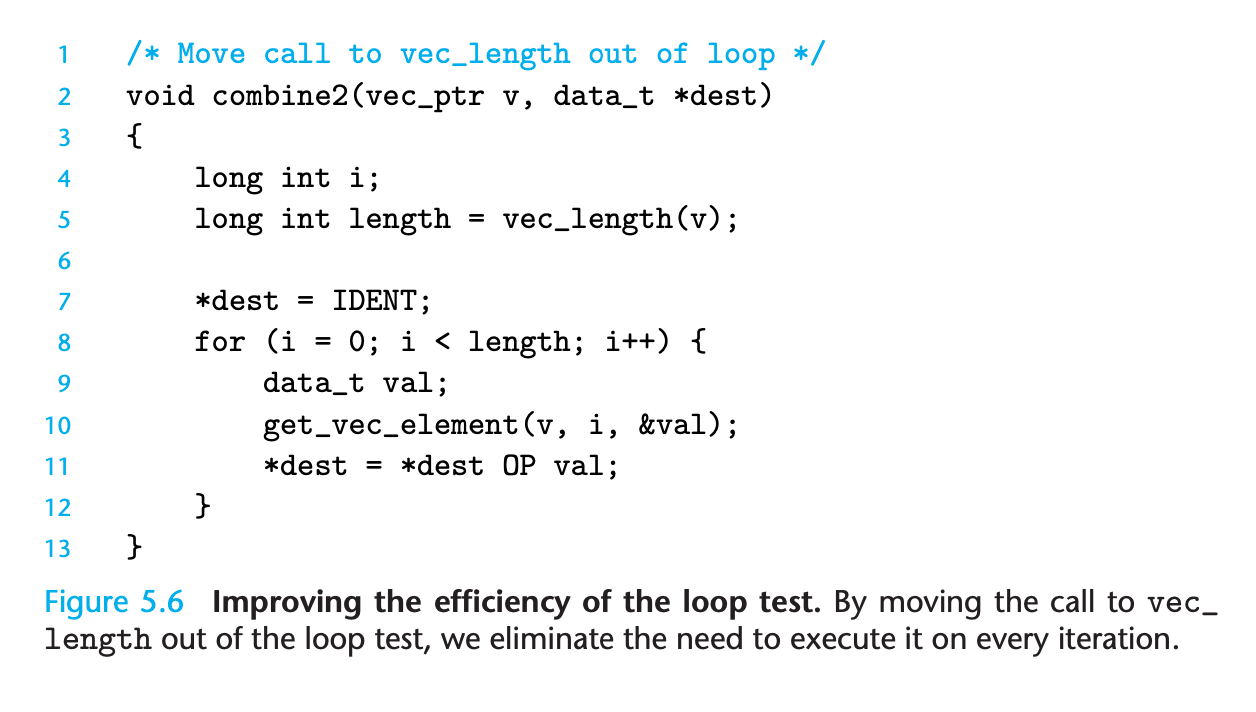 1 /* Move call to vec_length out of loop */
2 void combine2(vec_ptr v, data_t *dest)
3 {
4     long int i;
5     long int length = vec_length(v);
6
7     *dest = IDENT;
8     for (i = 0; i < length; i++) {
9         data_t val;
10         get_vec_element(v, i, &val);
11         *dest = *dest OP val;
12     }
13 }
Figure 5.6 Improving the efficiency of the loop test. By moving the call to vec_
length out of the loop test, we eliminate the need to execute it on every iteration.